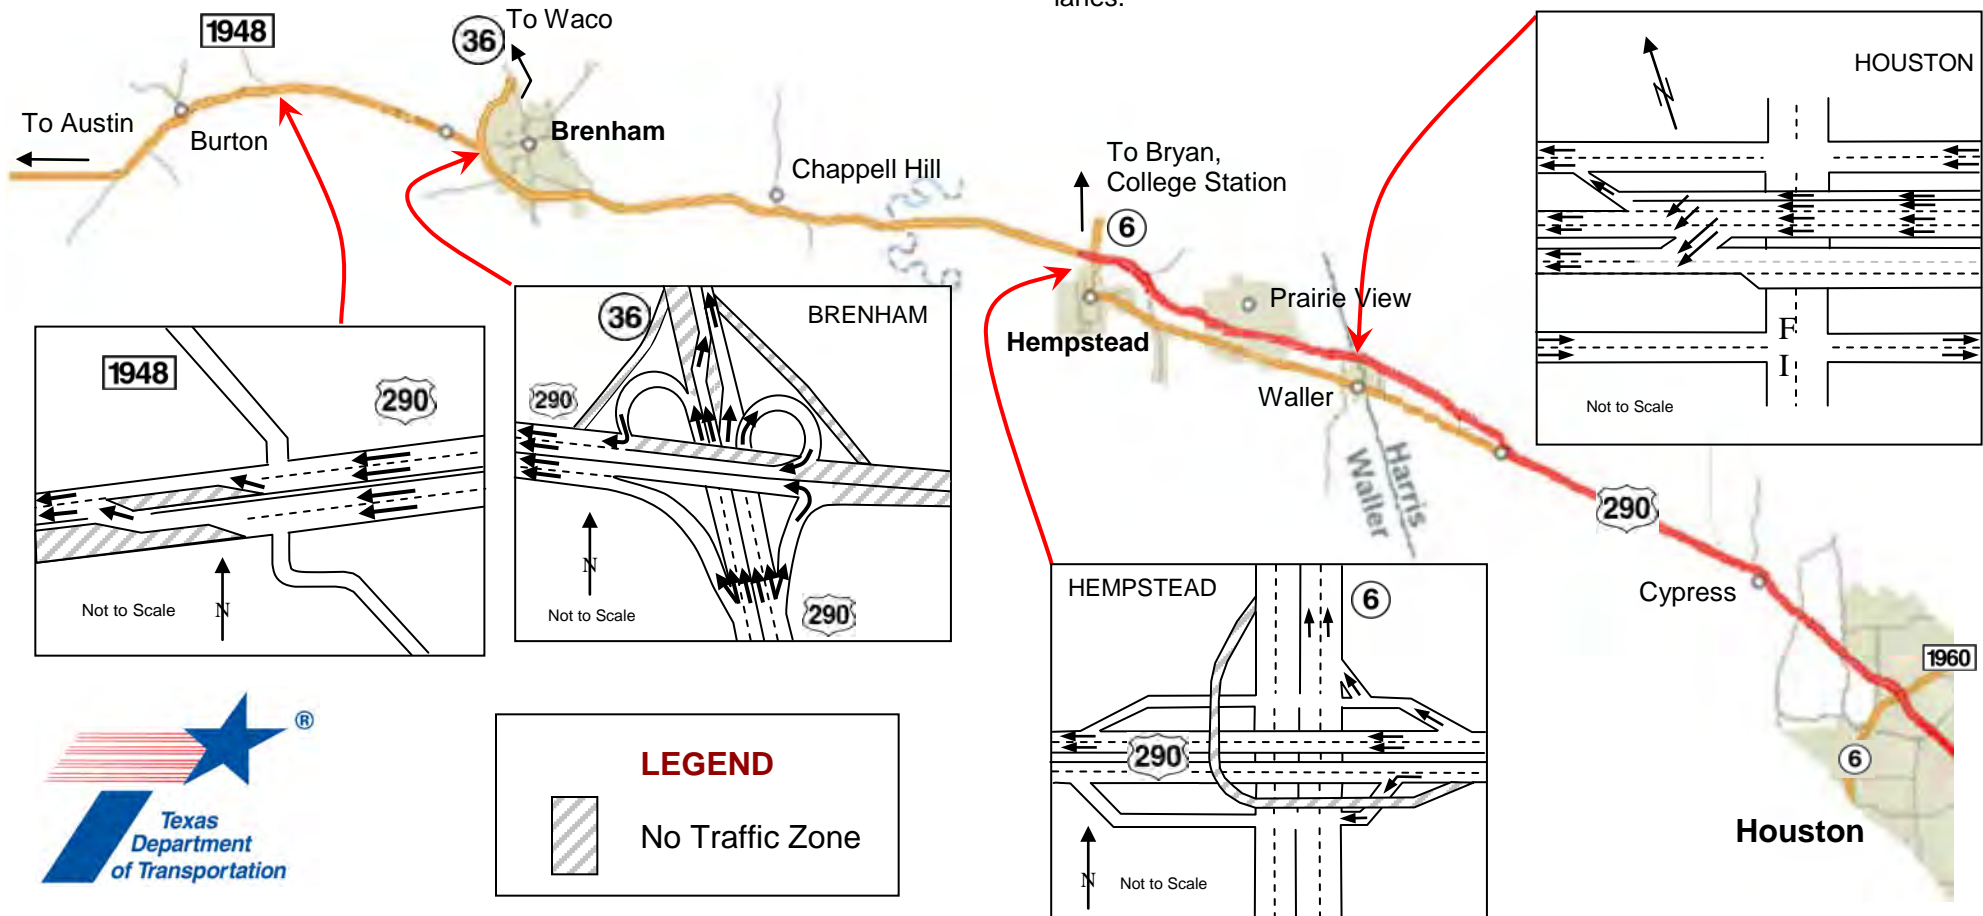 lanes.
1948
36
To Waco
To Austin
Burton
Brenham
Chappell Hill
To Bryan,
College Station
6
Prairie View
Hempstead
Waller
Harris
Waller
290
Cypress
1960
6
Houston
HOUSTON
F
I
Not to Scale
1948
290
Not to Scale
N
36
BRENHAM
290
N
Not to Scale
290
HEMPSTEAD
6
290
N
Not to Scale
®
Texas
Department
of Transportation
LEGEND
No Traffic Zone